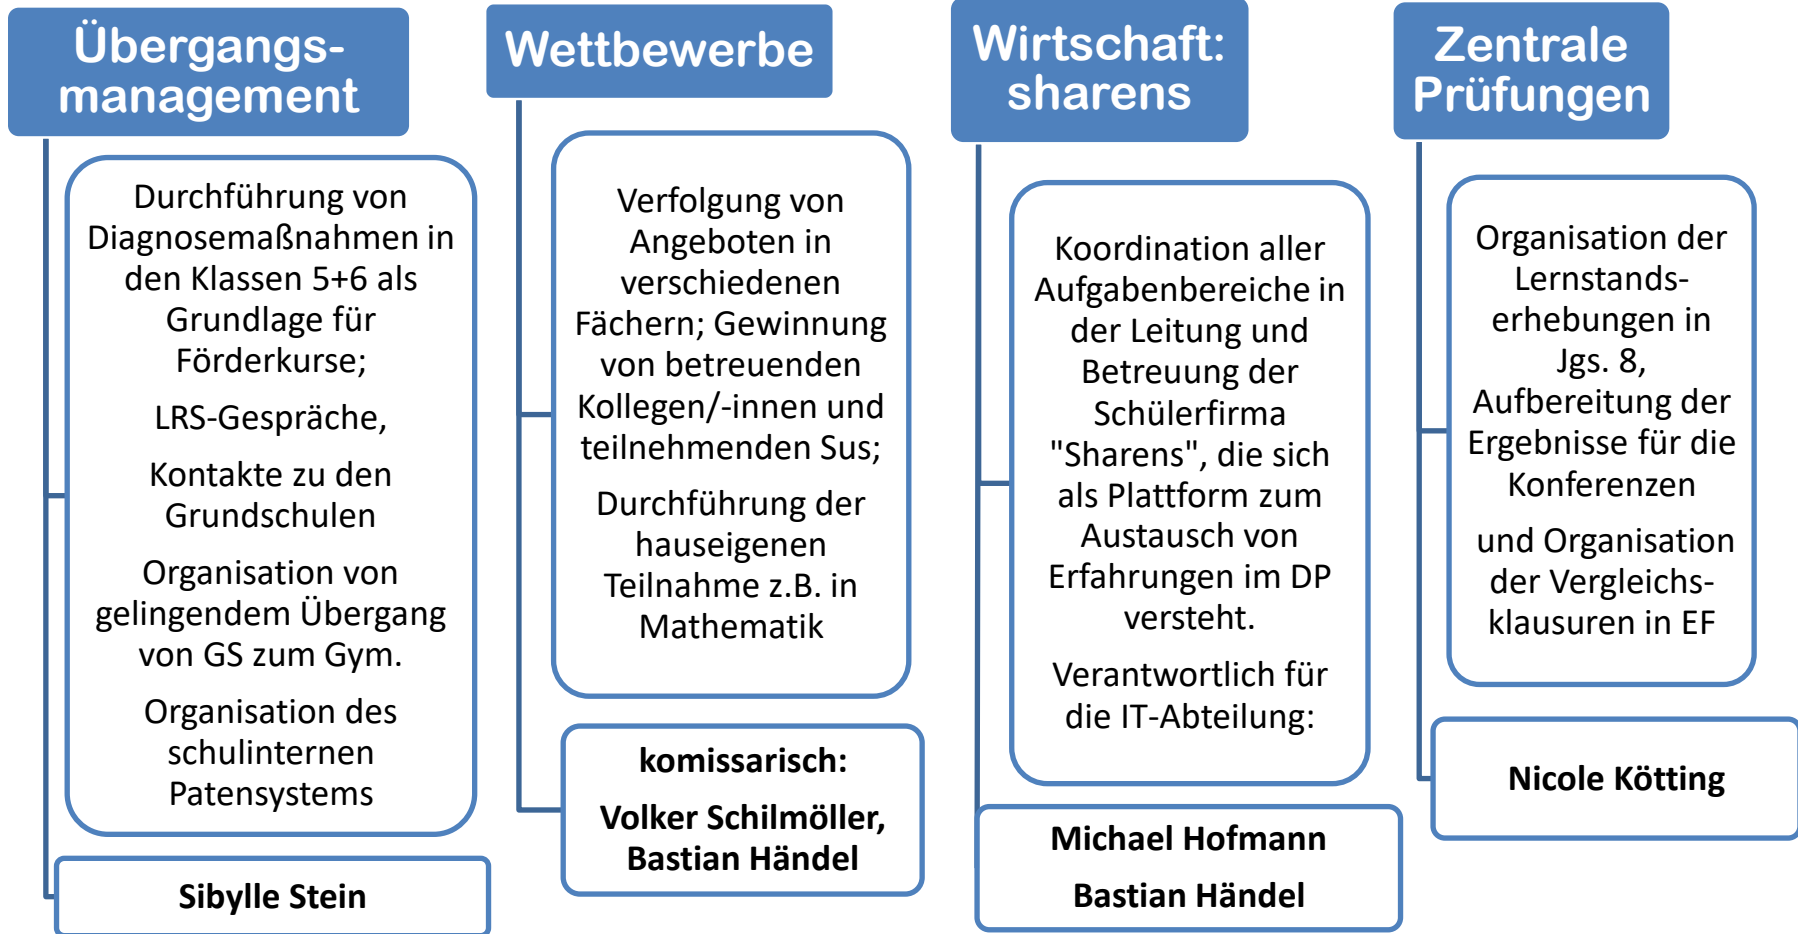 Übergangs-
management
Durchführung von
Diagnosemaßnahmen in
den Klassen 5+6 als
Grundlage für
Förderkurse;
LRS-Gespräche,
Kontakte zu den
Grundschulen
Organisation von
gelingendem Übergang
von GS zum Gym.
Organisation des
schulinternen
Patensystems
Sibylle Stein
Wettbewerbe
Verfolgung von
Angeboten in
verschiedenen
Fächern; Gewinnung
von betreuenden
Kollegen/-innen und
teilnehmenden Sus;
Durchführung der
hauseigenen
Teilnahme z.B. in
Mathematik
komissarisch:
Volker Schilmöller,
Bastian Händel
Wirtschaft:
sharens
Koordination aller
Aufgabenbereiche in
der Leitung und
Betreuung der
Schülerfirma
"Sharens", die sich
als Plattform zum
Austausch von
Erfahrungen im DP
versteht.
Verantwortlich für
die IT-Abteilung:
Michael Hofmann
Bastian Händel
Zentrale
Prüfungen
Organisation der
Lernstands-
erhebungen in
Jgs. 8,
Aufbereitung der
Ergebnisse für die
Konferenzen
und Organisation
der Vergleichs-
klausuren in EF
Nicole Kötting